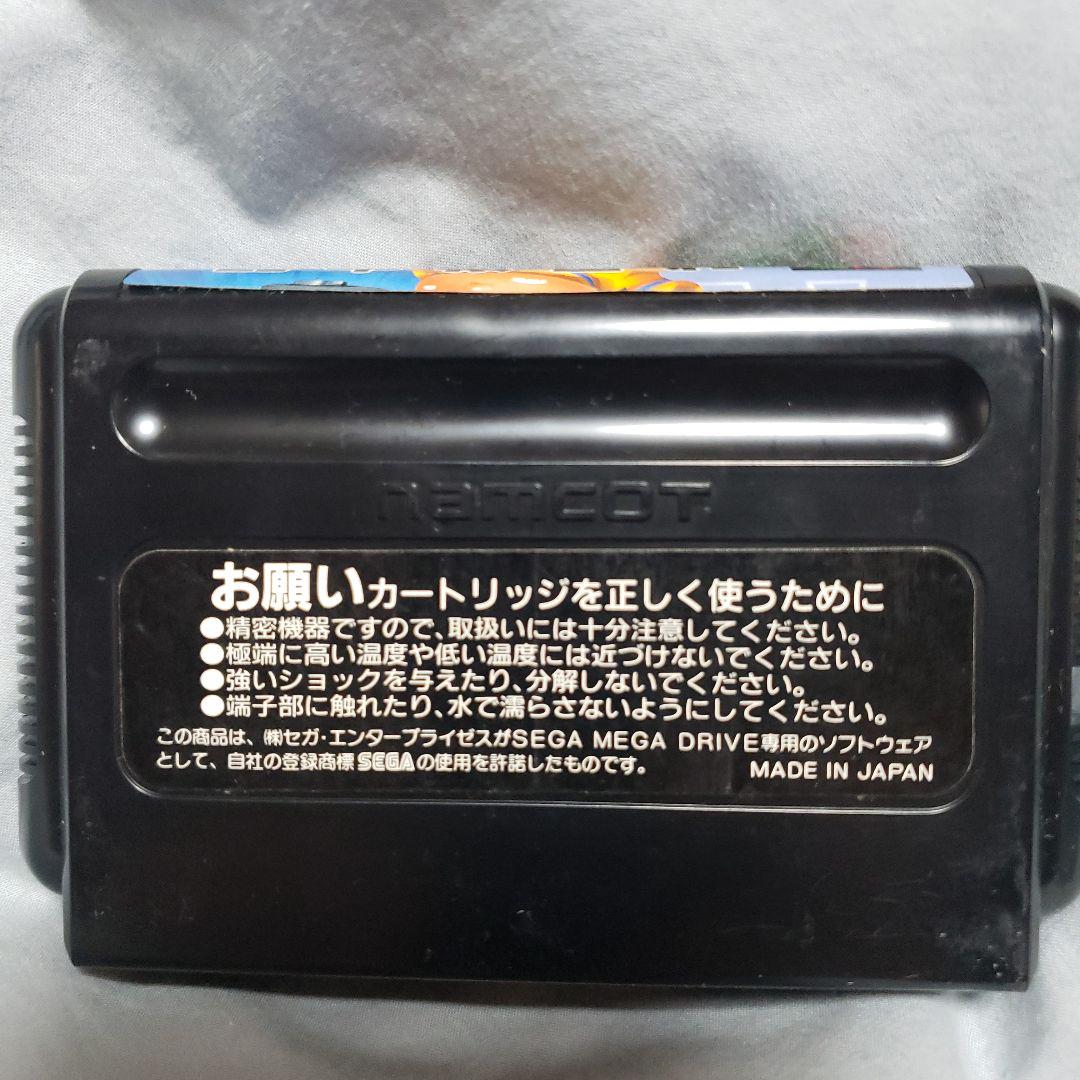 namcot
お願いカートリッジを正しく使うために
●精密機器ですので、取扱いには十分注意してください。
●極端に高い温度や低い温度には近づけないでください。
●強いショックを与えたり、分解しないでください。
●端子部に触れたり、水で濡らさないようにしてください。
この商品は、㈱セガ・エンタープライゼスがSEGA MEGA DRIVE専用のソフトウェア
として、自社の登録商標SEGAの使用を許諾したものです。
MADE IN JAPAN